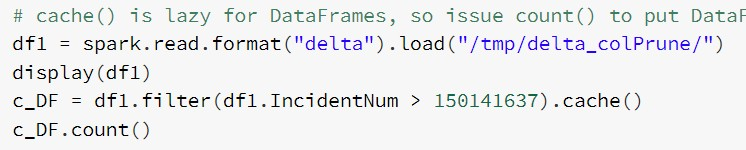 # cache() is lazy for DataFrames, so issue count() to put DataF
df1 = spark.read.format("delta").load("/tmp/delta_colPrune/")
display(df1)
c_DF = df1.filter(df1.IncidentNum > 150141637).cache()
c_DF.count()